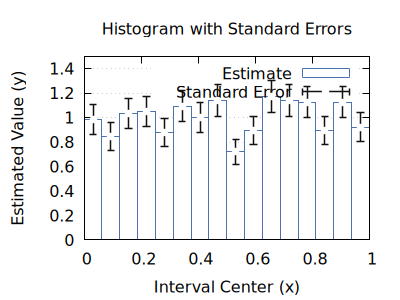 Histogram with Standard Errors
Estimate
Standard Error
1.4
1.2
1
0.8
0.6
0.4
0.2
0
Estimated Value (y)
0 0.2 0.4 0.6 0.8 1
Interval Center (x)